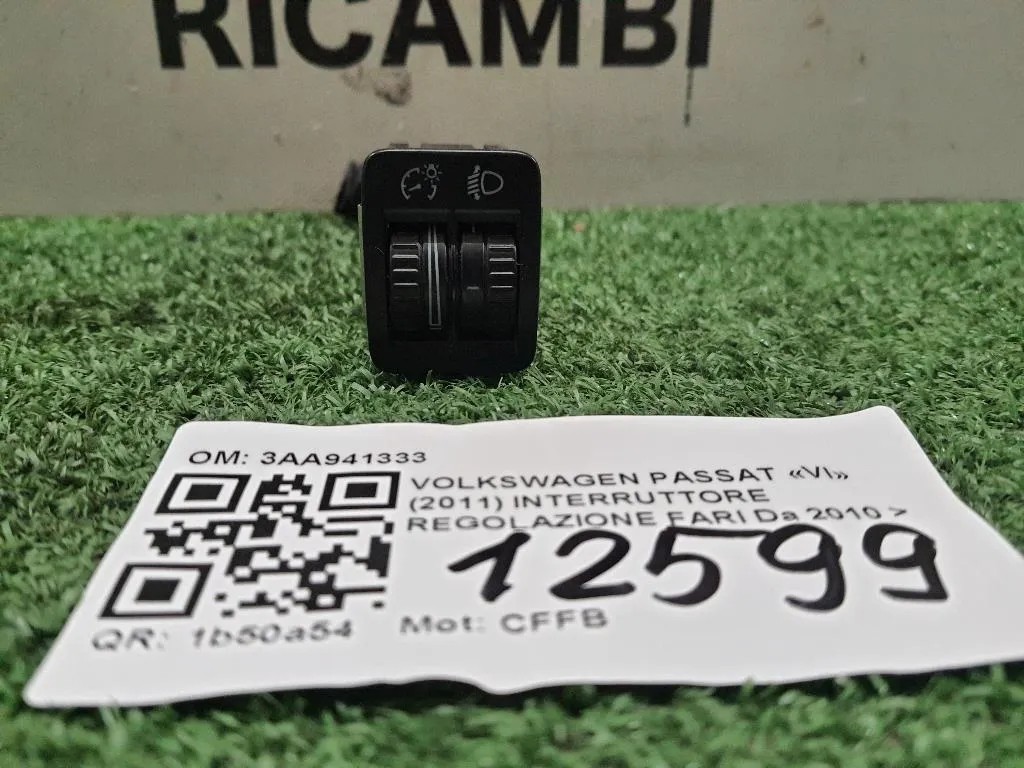 RICAMBI
OM: 3AA941333
VOLKSWAGEN PASSAT «VI»
(2011) INTERRUTTORE
REGOLAZIONE FARI Da 2010 >
12599
QR: 1b50a54
Mot: CFFB